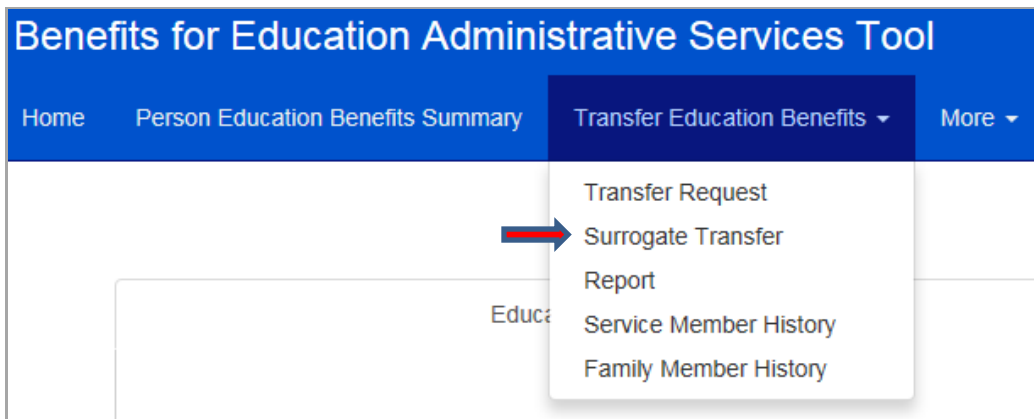 Benefits for Education Administrative Services Tool
Home Person Education Benefits Summary Transfer Education Benefits More
Transfer Request
Surrogate Transfer
Report
Service Member History
Family Member History